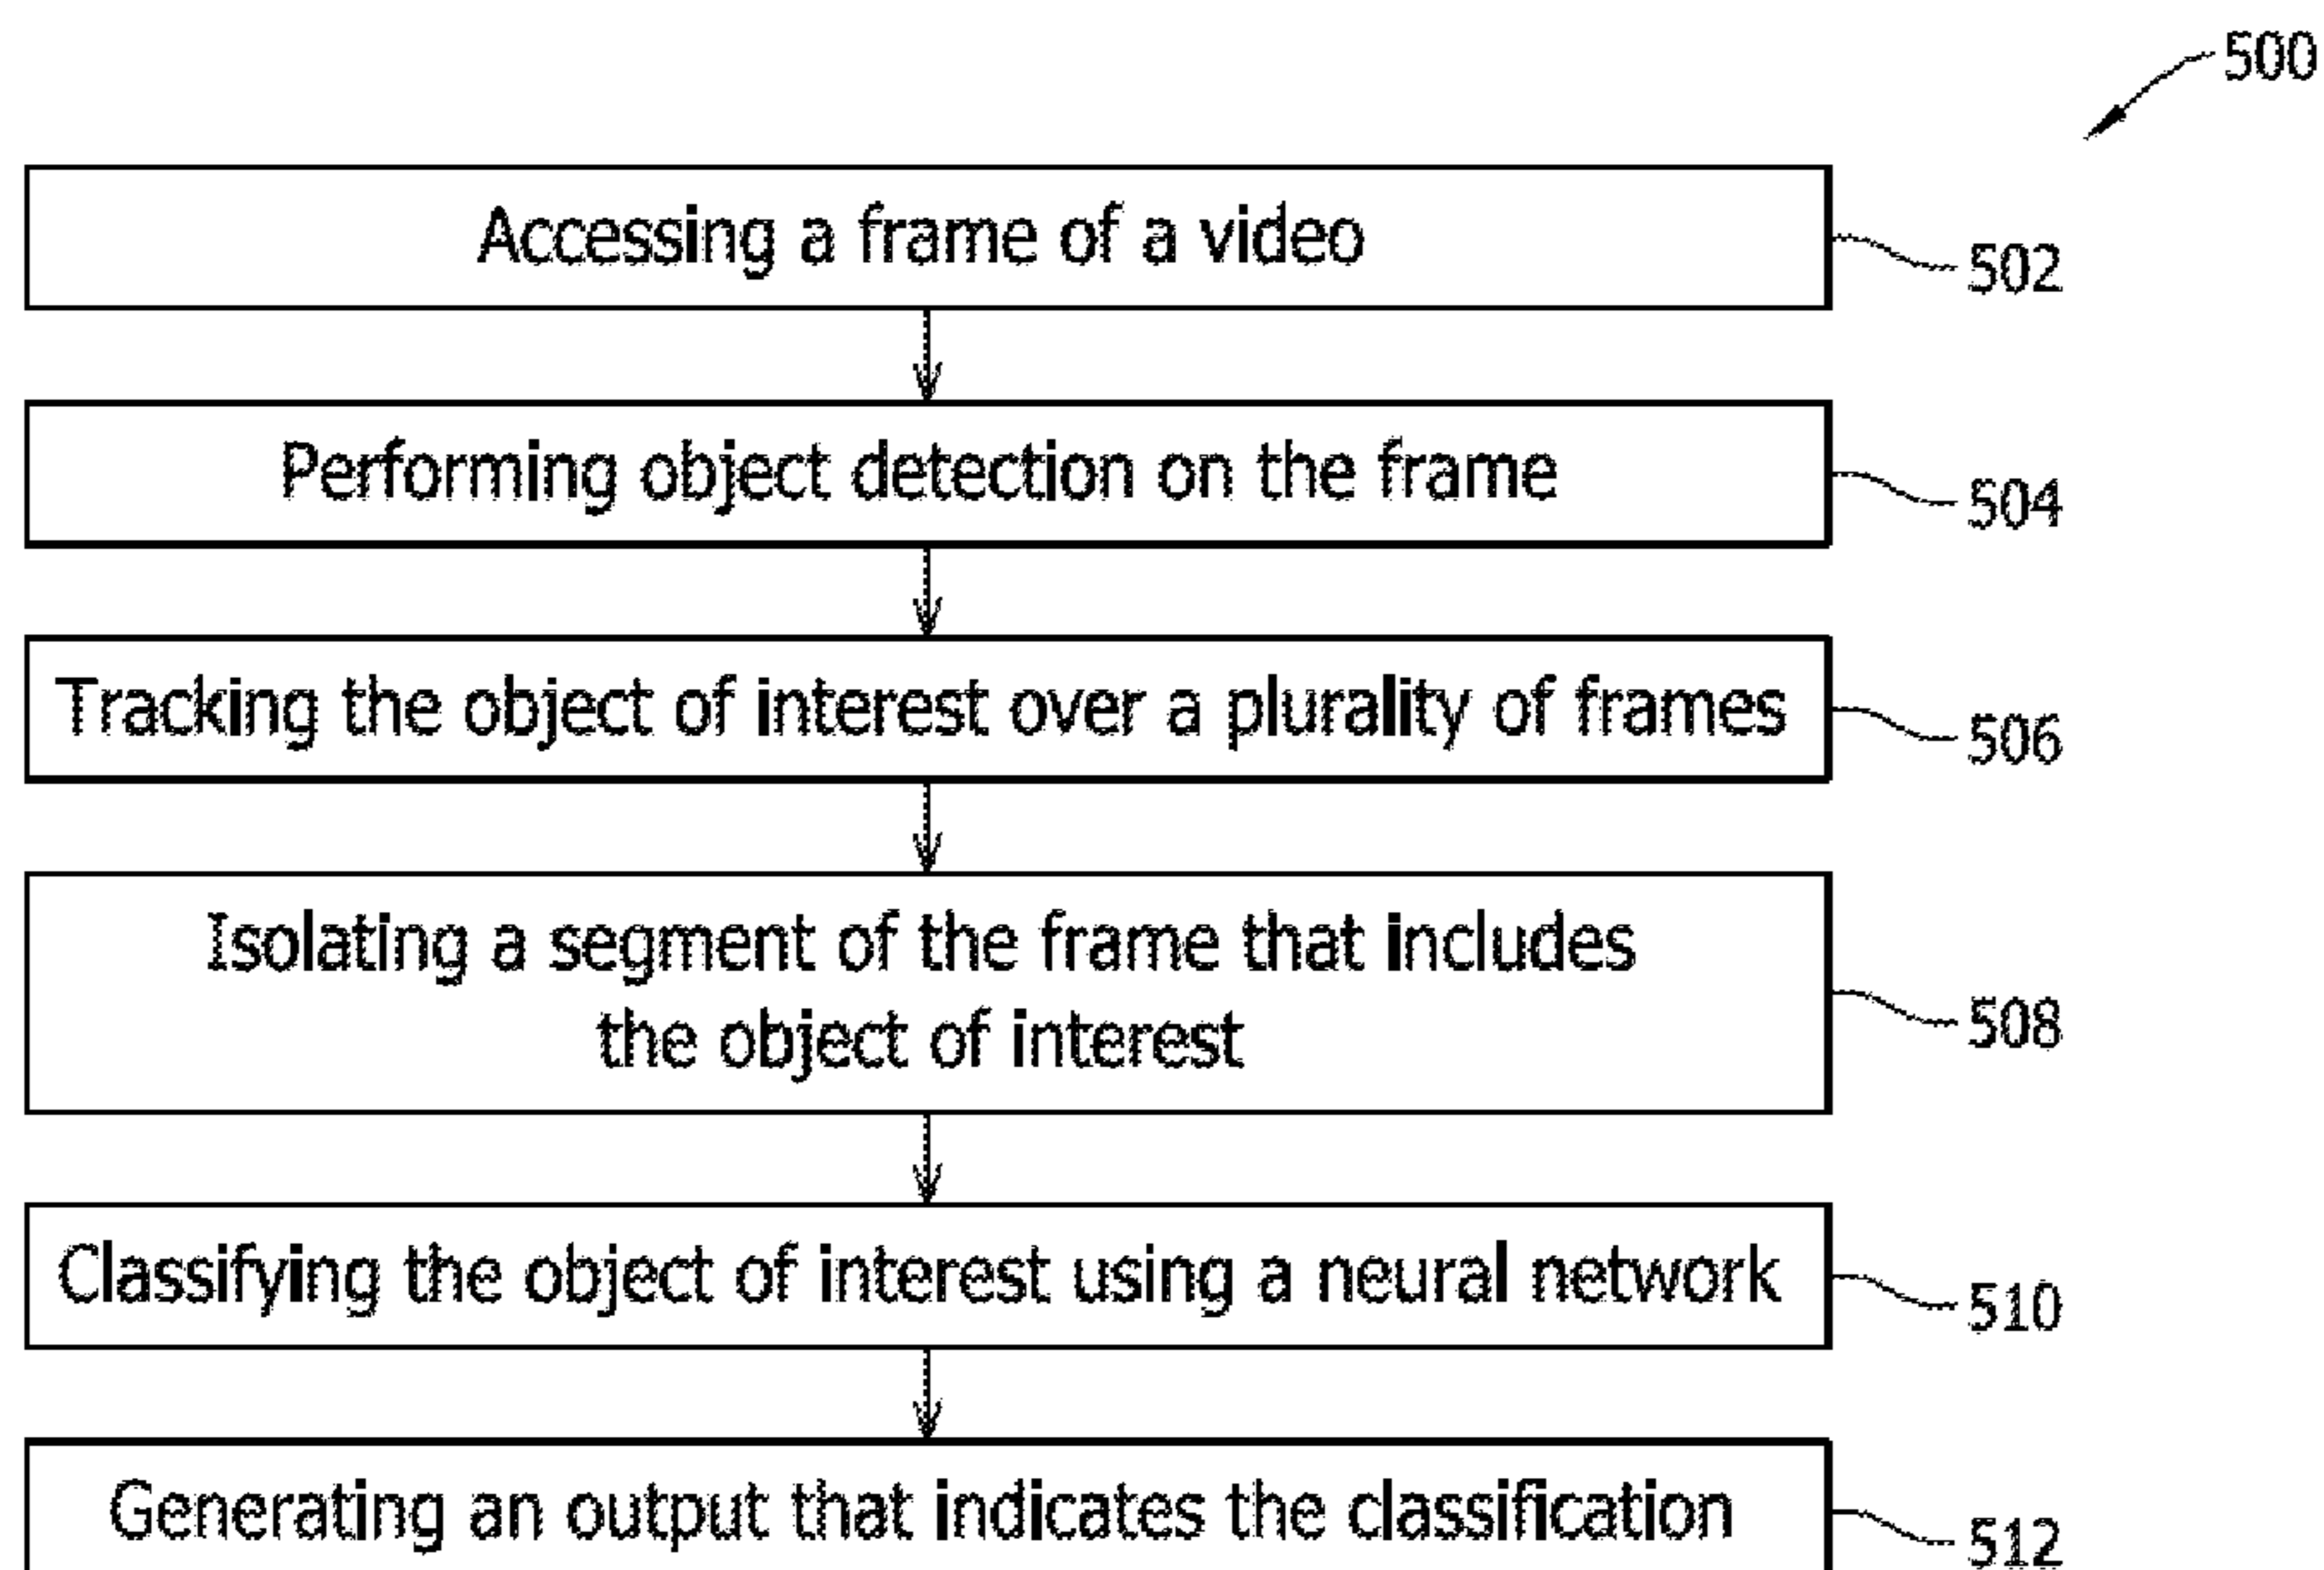 500
Accessing a frame of a video
502
Performing object detection on the frame
504
Tracking the object of interest over a plurality of frames
506
Isolating a segment of the frame that includes
the object of interest
508
Classifying the object of interest using a neural network
510
Generating an output that indicates the classification
512